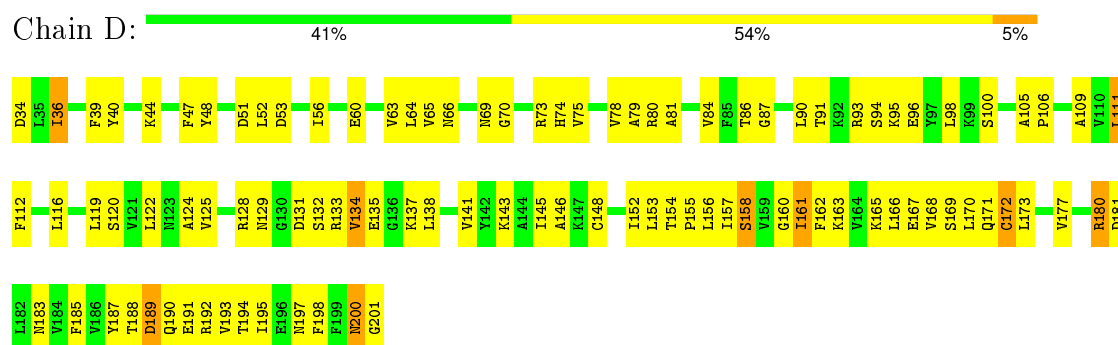 Chain D:
41% 54% 5%
D34 L35 I36 F39 Y40 K44 F47 Y48 D51 L52 D53 I56 E60 V63 L64 V65 N66 N69 G70 R73 H74 V75 V78 A79 R80 A81 V84 F85 T86 G87 L90 T91 K92 R93 S94 K95 E96 Y97 L98 K99 S100 A105 P106 A109 V110 L111
F112 L116 L119 S120 V121 L122 N123 A124 V125 R128 N129 G130 D131 S132 R133 V134 E135 G136 K137 L138 V141 Y142 K143 A144 I145 A146 K147 C148 I152 L153 T154 P155 L156 I157 S158 V159 G160 I161 F162 K163 V164 K165 L166 E167 V168 S169 L170 Q171 C172 L173 V177 R180 D181
L182 N183 V184 F185 V186 Y187 T188 D189 Q190 E191 R192 V193 T194 I195 E196 N197 F198 F199 N200 G201